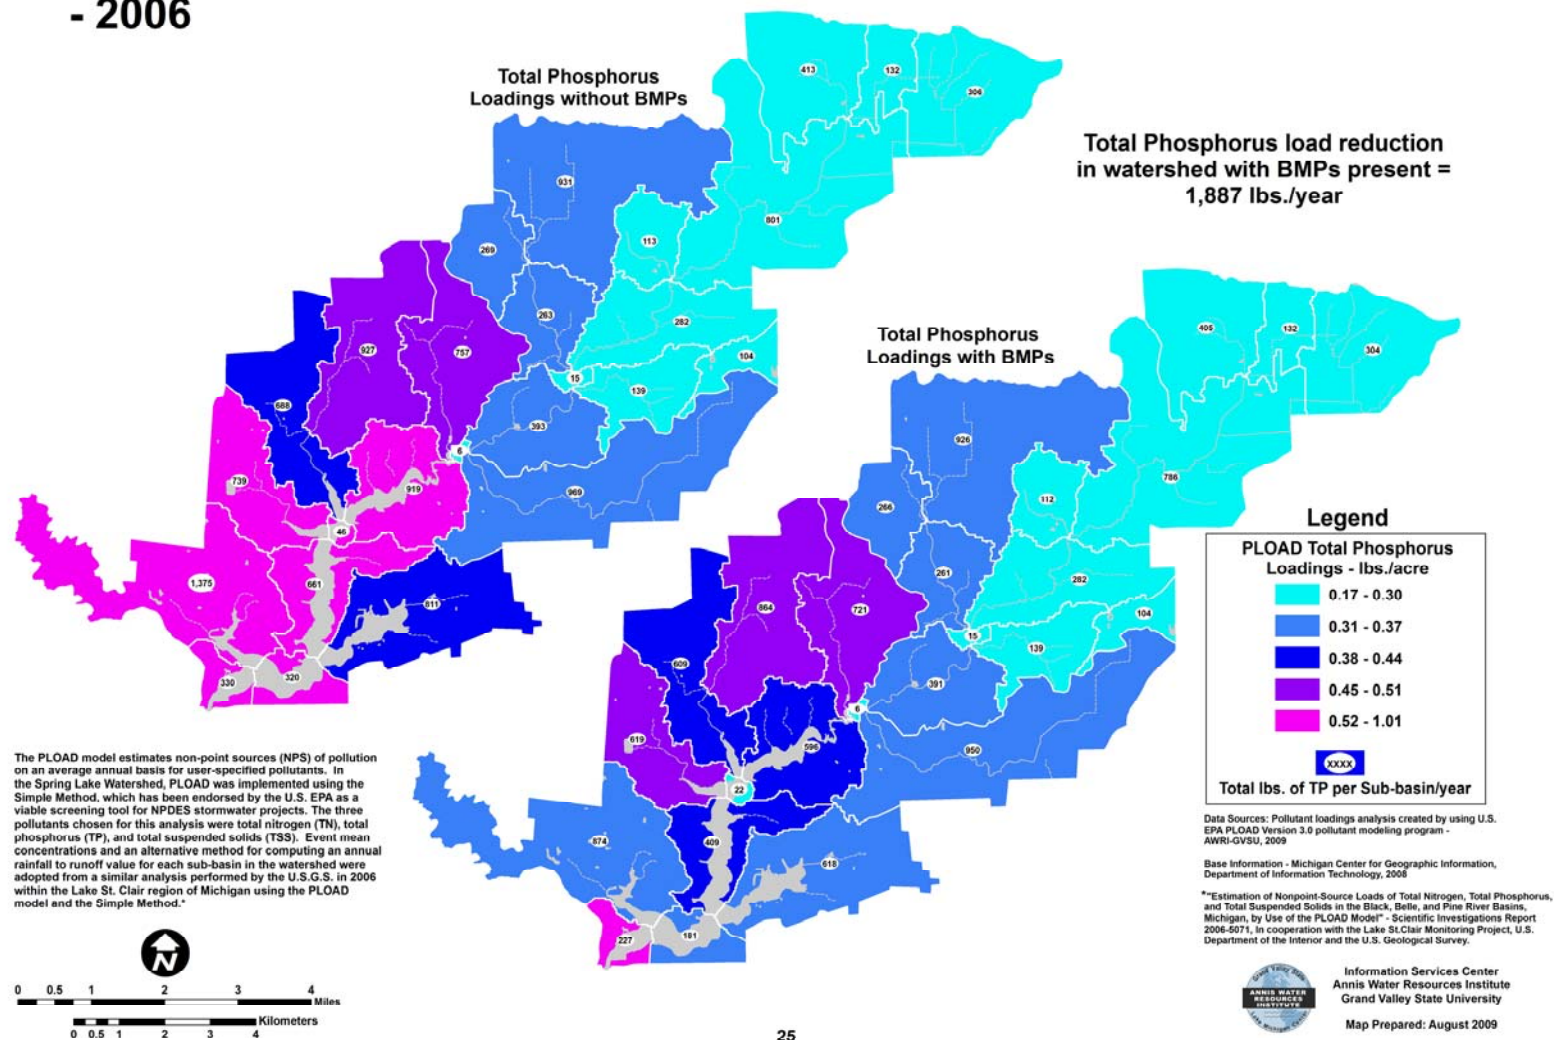 - 2006
Total Phosphorus
Loadings without BMPs
413
132
306
931
801
113
269
263
282
104
927
757
15
139
688
393
6
739
919
969
46
1,375
661
811
330
320
Total Phosphorus load reduction
in watershed with BMPs present =
1,887 lbs./year
Total Phosphorus
Loadings with BMPs
405
132
304
926
786
112
266
261
282
104
864
721
15
139
609
391
6
619
596
950
22
874
409
618
227
181
Legend
PLOAD Total Phosphorus
Loadings - lbs./acre
0.17 - 0.30
0.31 - 0.37
0.38 - 0.44
0.45 - 0.51
0.52 - 1.01
XXXX
Total lbs. of TP per Sub-basin/year
Data Sources: Pollutant loadings analysis created by using U.S.
EPA PLOAD Version 3.0 pollutant modeling program -
AWRI-GVSU, 2009
Base Information - Michigan Center for Geographic Information,
Department of Information Technology, 2008
*"Estimation of Nonpoint-Source Loads of Total Nitrogen, Total Phosphorus,
and Total Suspended Solids in the Black, Belle, and Pine River Basins,
Michigan, by Use of the PLOAD Model" - Scientific Investigations Report
2006-5071, In cooperation with the Lake St.Clair Monitoring Project, U.S.
Department of the Interior and the U.S. Geological Survey.
The PLOAD model estimates non-point sources (NPS) of pollution
on an average annual basis for user-specified pollutants. In
the Spring Lake Watershed, PLOAD was implemented using the
Simple Method, which has been endorsed by the U.S. EPA as a
viable screening tool for NPDES stormwater projects. The three
pollutants chosen for this analysis were total nitrogen (TN), total
phosphorus (TP), and total suspended solids (TSS). Event mean
concentrations and an alternative method for computing an annual
rainfall to runoff value for each sub-basin in the watershed were
adopted from a similar analysis performed by the U.S.G.S. in 2006
within the Lake St. Clair region of Michigan using the PLOAD
model and the Simple Method.*
N
0 0.5 1 2 3 4
Miles
Kilometers
0 0.5 1 2 3 4
Grand Valley State
ANNIS WATER
RESOURCES
INSTITUTE
Lake Michigan Center
Information Services Center
Annis Water Resources Institute
Grand Valley State University
Map Prepared: August 2009
25